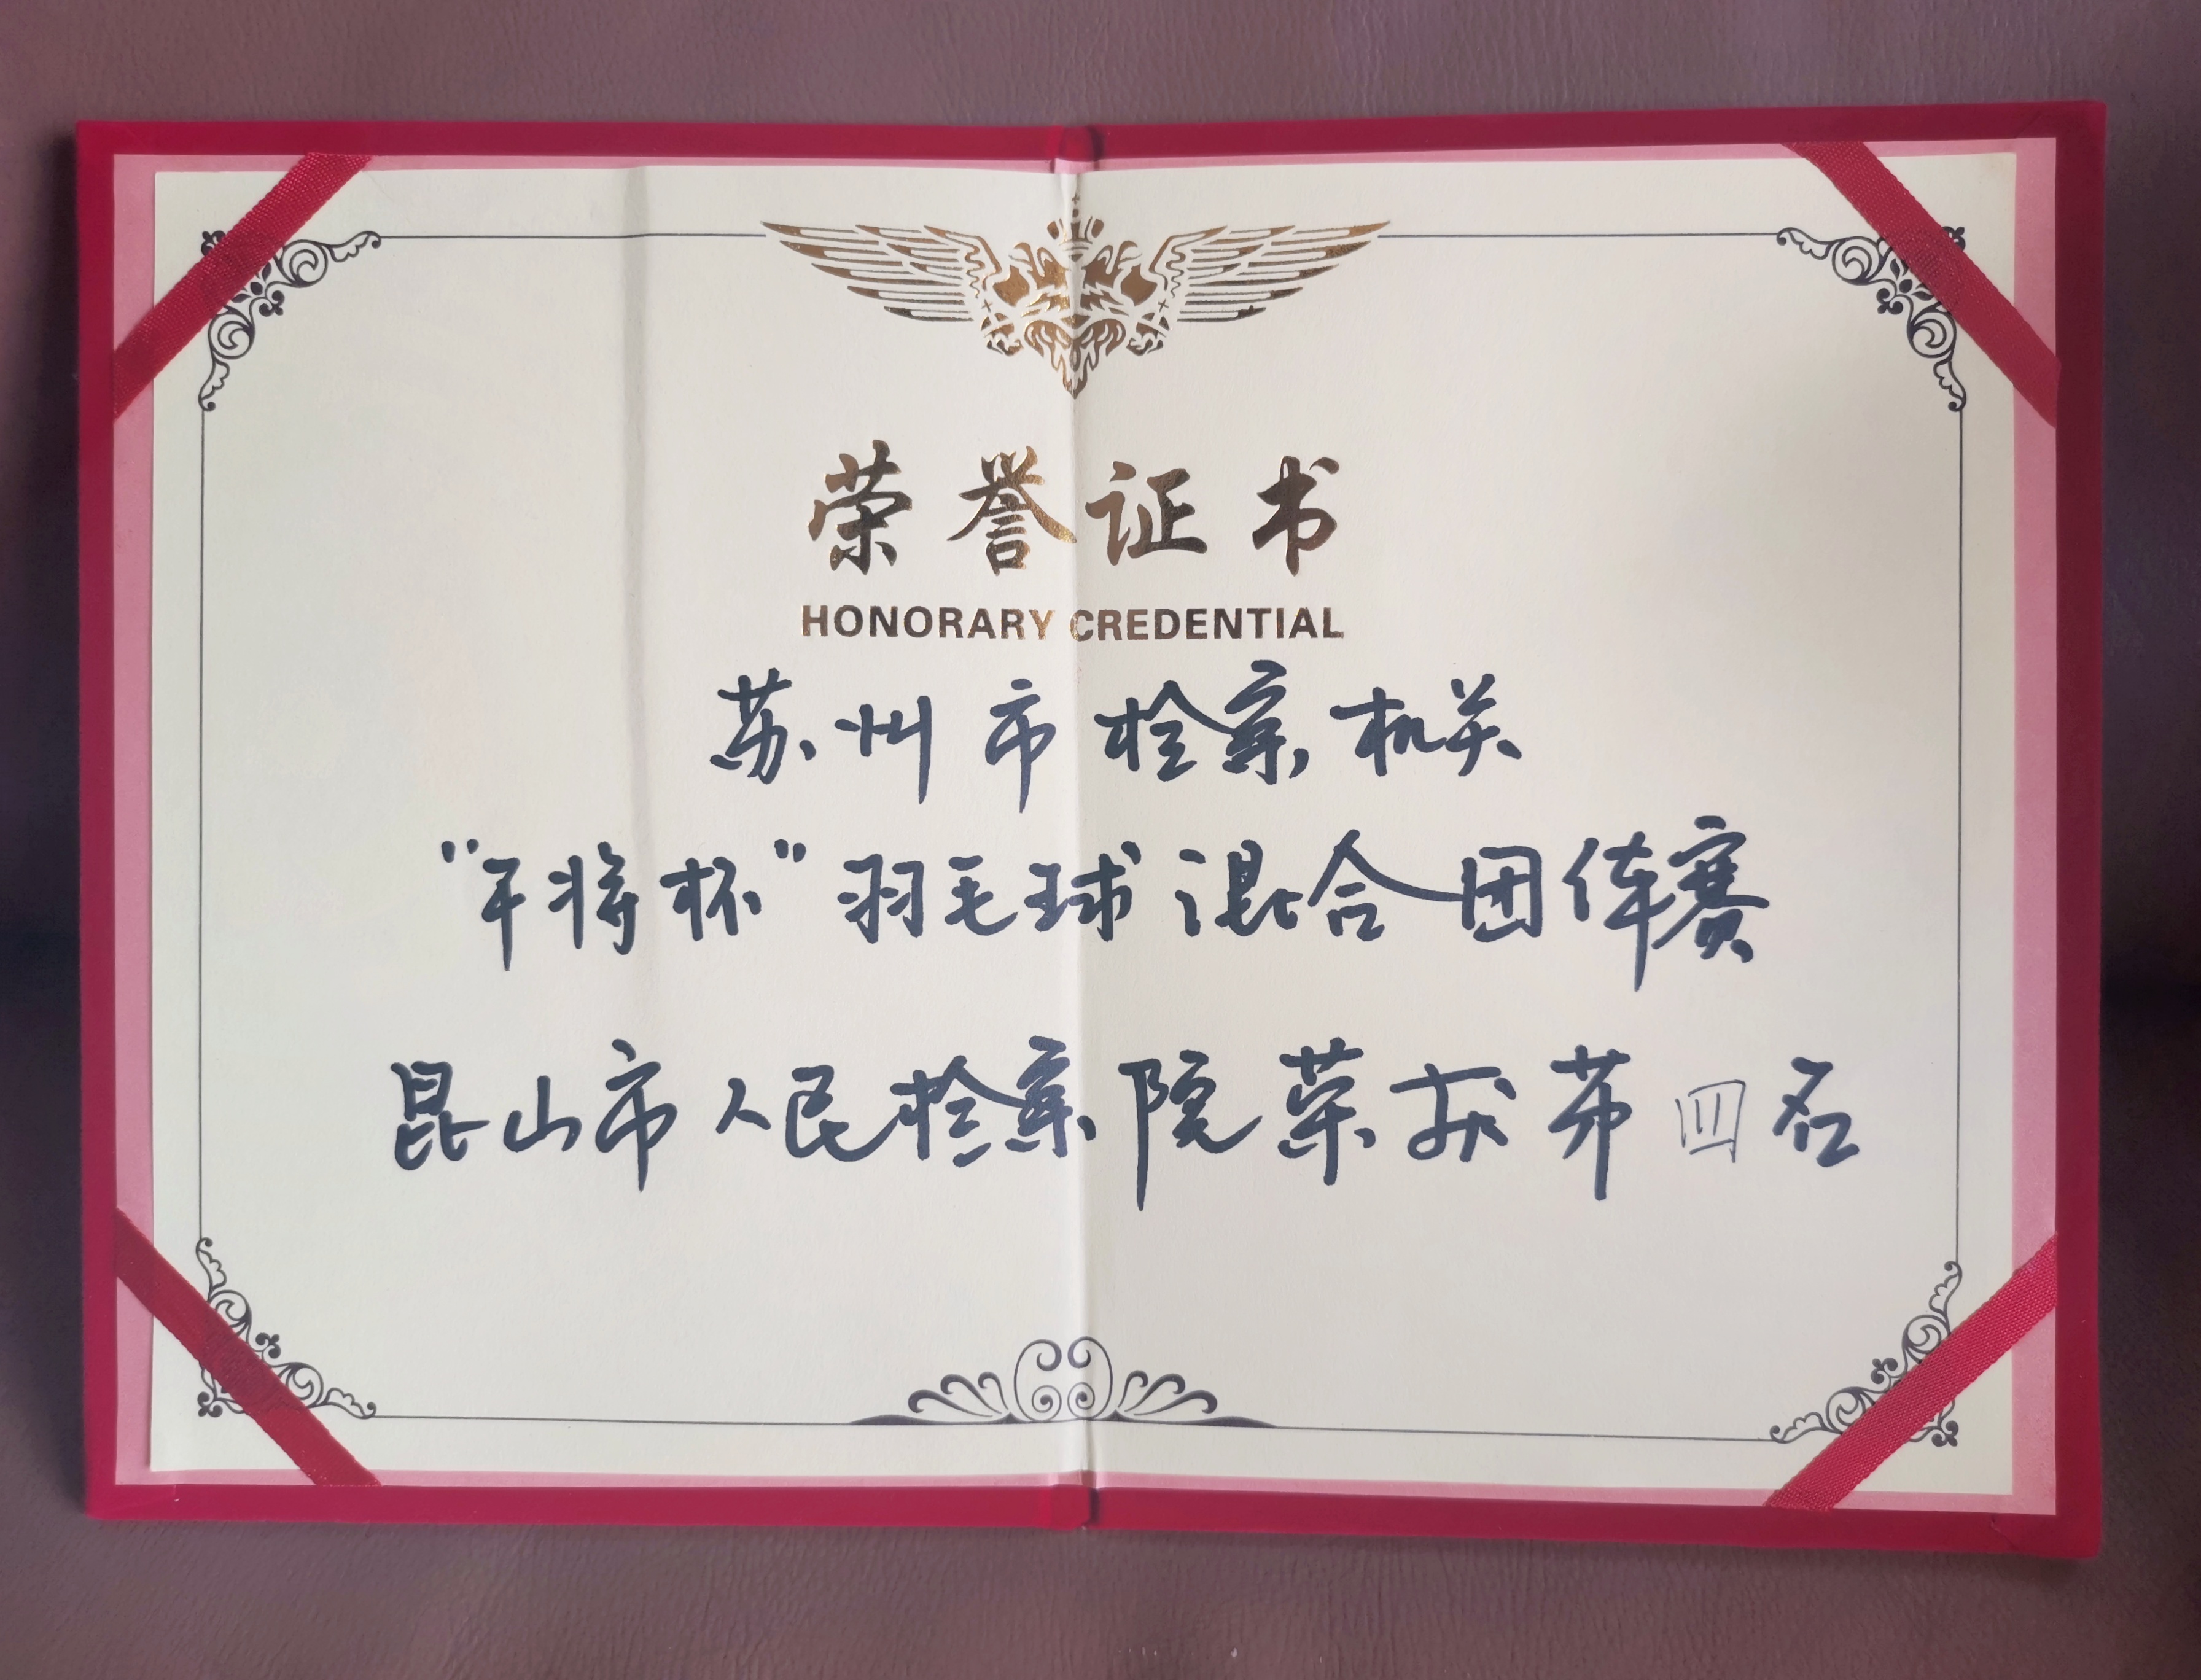 荣誉证书
HONORARY CREDENTIAL
苏州市检察机关
“干将杯”羽毛球混合团体赛
昆山市人民检察院荣获第四名